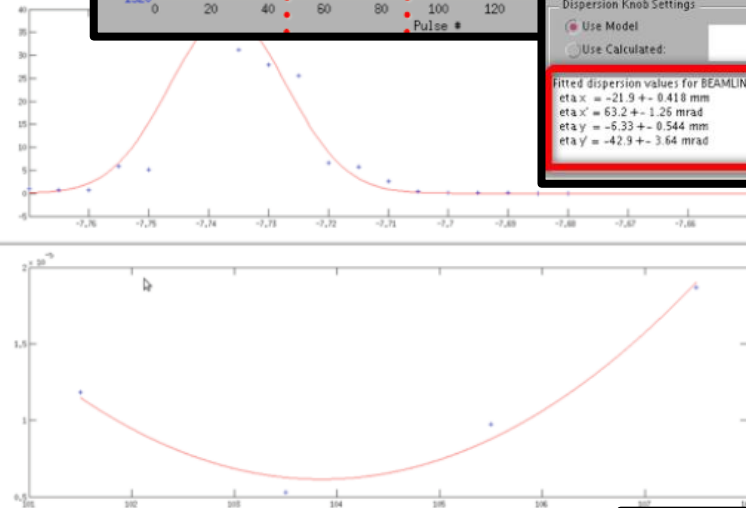 40
35
30
25
20
15
10
5
0
-5
0 20 40 60 80 100 120
Pulse #
Dispersion Knob Settings
Use Model
Use Calculated:
Fitted dispersion values for BEAMLIN
eta x = -21.9 +- 0.418 mm
eta x' = 63.2 +- 1.26 mrad
eta y = -6.33 +- 0.544 mm
eta y' = -42.9 +- 3.64 mrad
-7,76 -7,75 -7,74 -7,73 -7,72 -7,71 -7,7 -7,69 -7,68 -7,67 -7,66
2
1,5
1
0,5
101 102 103 104 105 106 107